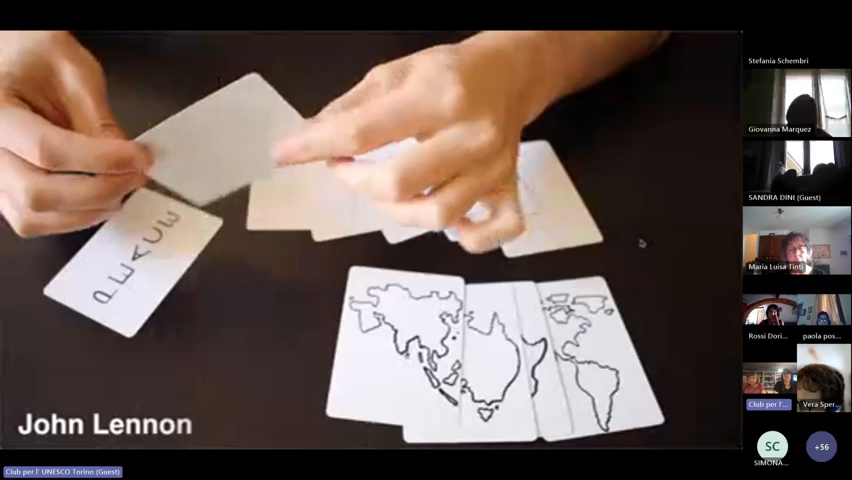 Stefania Schembri
Giovanna Marquez
SANDRA DINI (Guest)
Maria Luisa Tinti
Rossi Dori...
paola pos...
Club per l'...
Vera Sper...
SC
SIMONA...
+56
PEACE
John Lennon
Club per l' UNESCO Torino (Guest)